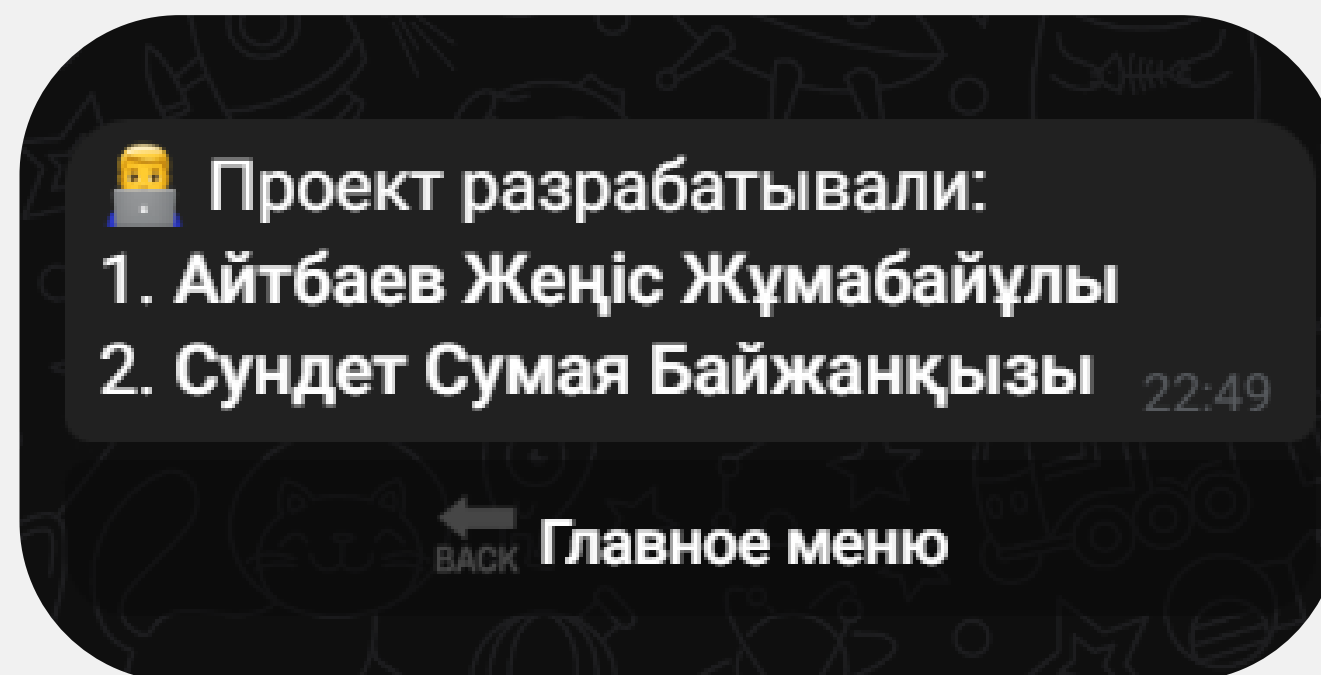 👨‍💻 Проект разрабатывали:
1. Айтбаев Жеңіс Жұмабайұлы
2. Сундет Сумая Байжанқызы
22:49
BACK Главное меню